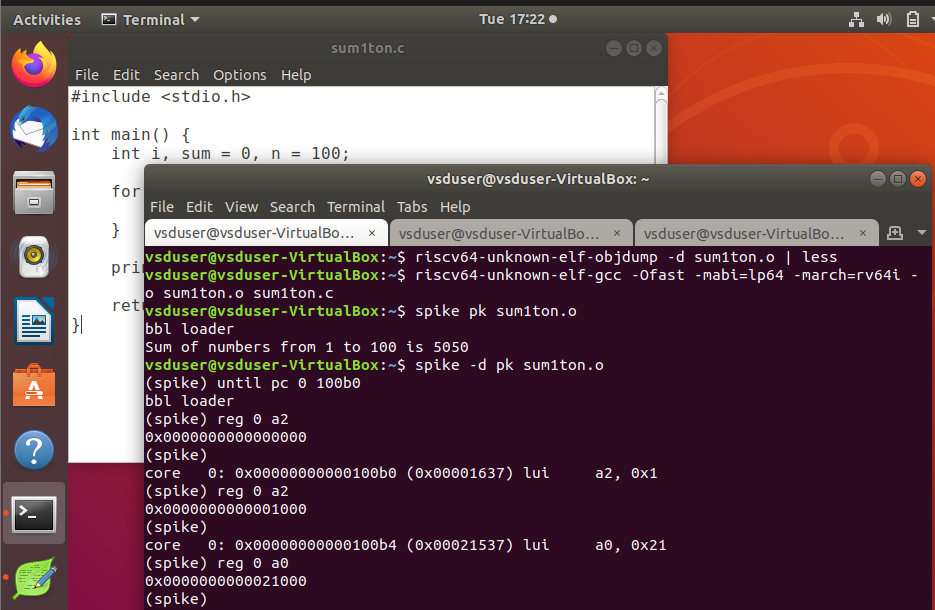 Activities Terminal Tue 17:22
sum1ton.c
File Edit Search Options Help
#include <stdio.h>
int main() {
int i, sum = 0, n = 100;
for
}
pri
retu
}
vsduser@vsduser-VirtualBox: ~
File Edit View Search Terminal Tabs Help
vsduser@vsduser-VirtualBo... × vsduser@vsduser-VirtualBo... × vsduser@vsduser-VirtualBo... ×
vsduser@vsduser-VirtualBox:~$ riscv64-unknown-elf-objdump -d sum1ton.o | less
vsduser@vsduser-VirtualBox:~$ riscv64-unknown-elf-gcc -Ofast -mabi=lp64 -march=rv64i -
o sum1ton.o sum1ton.c
vsduser@vsduser-VirtualBox:~$ spike pk sum1ton.o
bbl loader
Sum of numbers from 1 to 100 is 5050
vsduser@vsduser-VirtualBox:~$ spike -d pk sum1ton.o
(spike) until pc 0 100b0
bbl loader
(spike) reg 0 a2
0x0000000000000000
(spike)
core   0: 0x00000000000100b0 (0x00001637) lui     a2, 0x1
(spike) reg 0 a2
0x0000000000001000
(spike)
core   0: 0x00000000000100b4 (0x00021537) lui     a0, 0x21
(spike) reg 0 a0
0x0000000000021000
(spike)